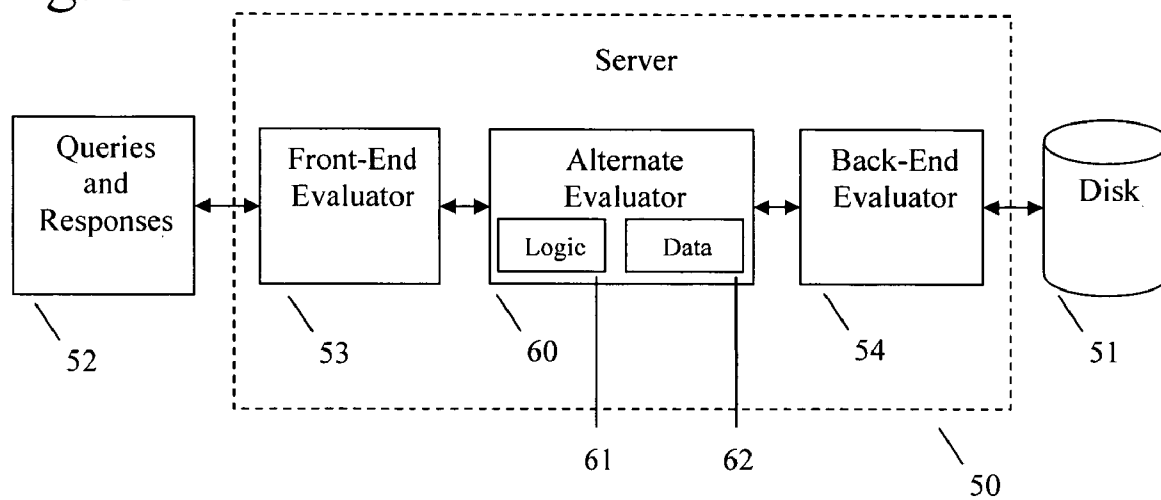 Server
Queries
and
Responses
Front-End
Evaluator
Alternate
Evaluator
Logic
Data
Back-End
Evaluator
Disk
52
53
60
54
51
61
62
50